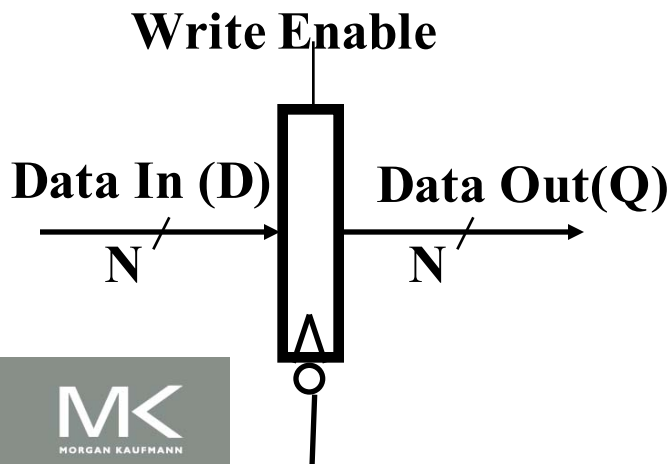 Write Enable
Data In (D)
Data Out(Q)
N
N
MK
MORGAN KAUFMANN